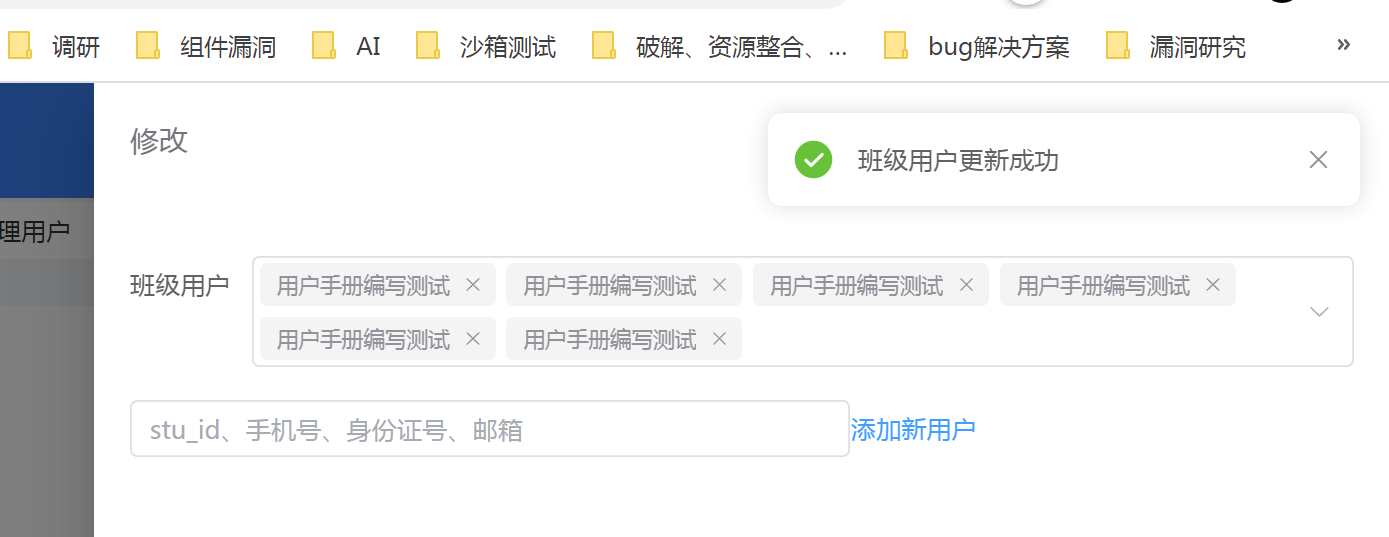 调研 组件漏洞 AI 沙箱测试 破解、资源整合、... bug解决方案 漏洞研究 »
修改
班级用户更新成功
理用户
班级用户 用户手册编写测试 用户手册编写测试 用户手册编写测试 用户手册编写测试
用户手册编写测试 用户手册编写测试
stu_id、手机号、身份证号、邮箱 添加新用户